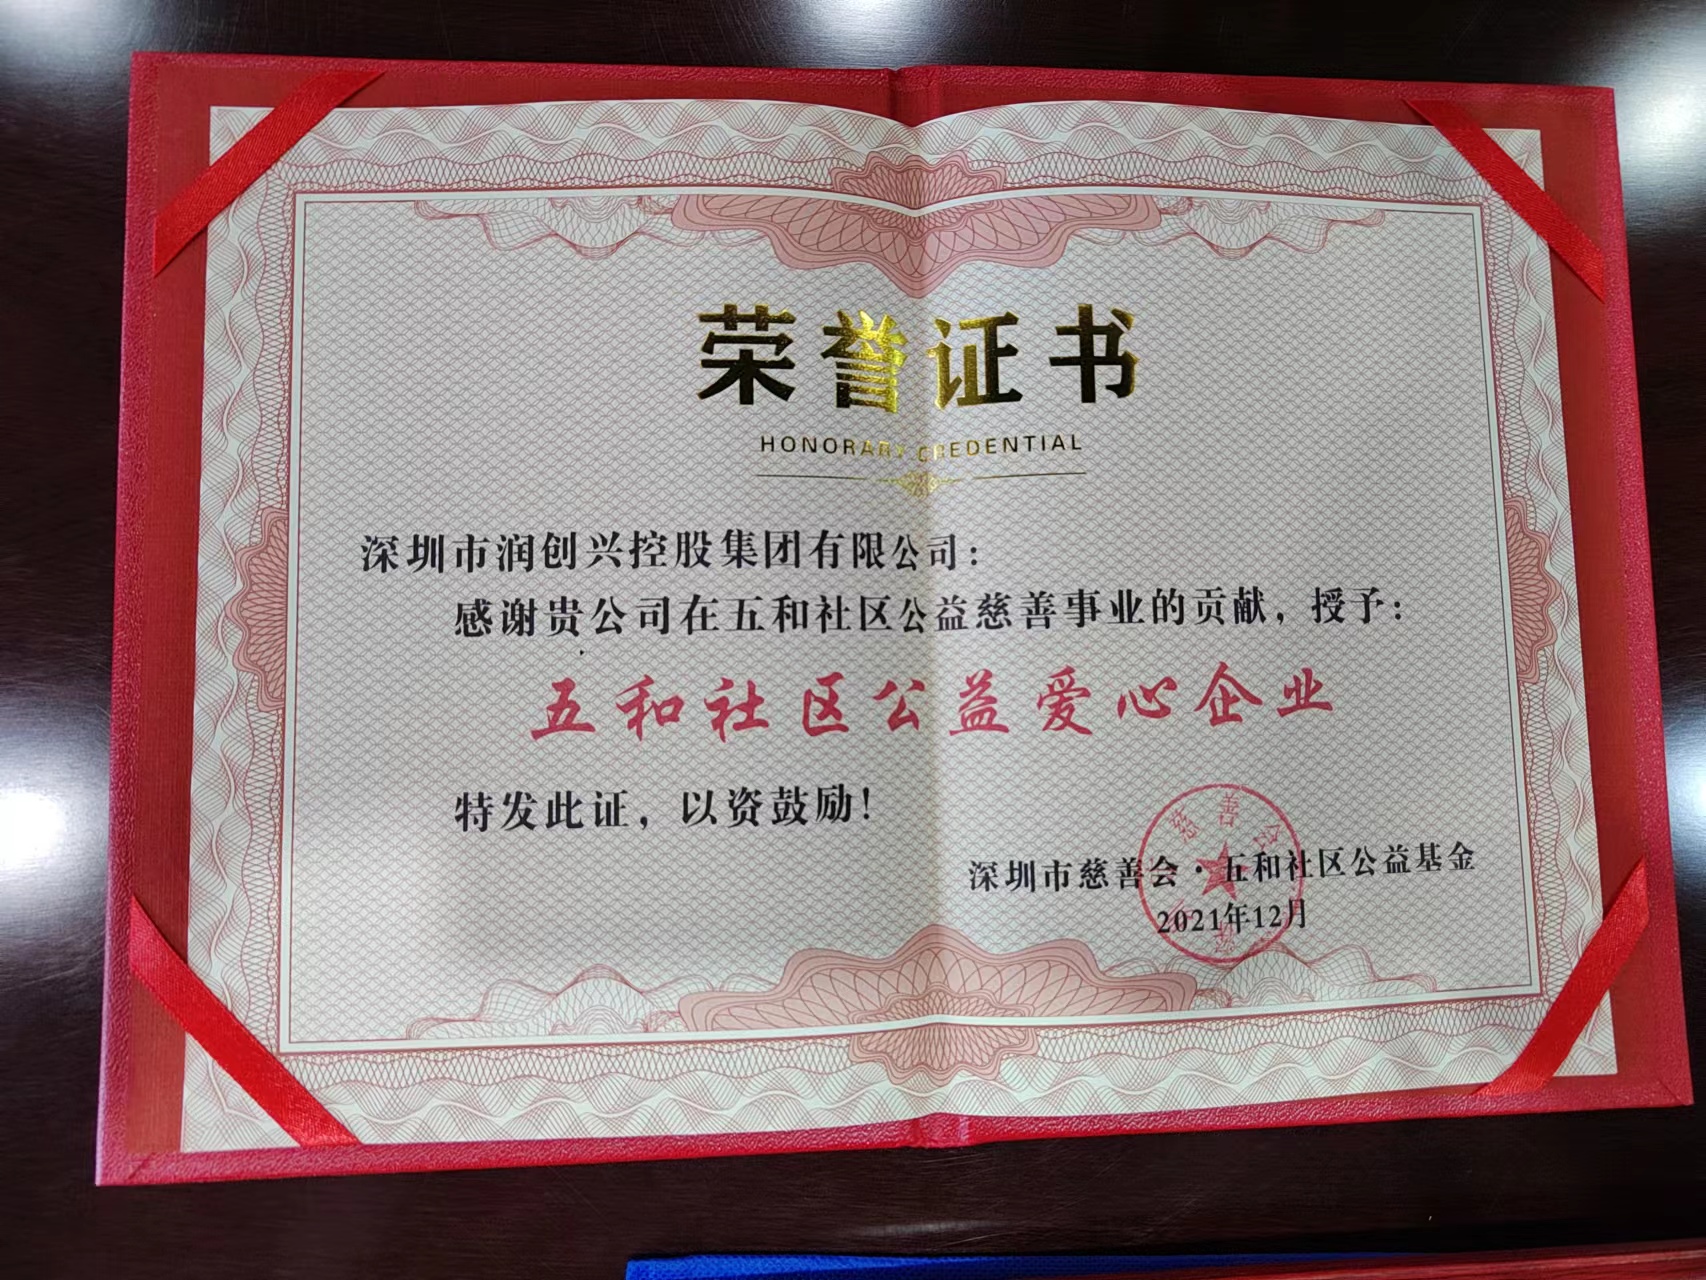 荣誉证书
HONORARY CREDENTIAL
深圳市润创兴控股集团有限公司：
感谢贵公司在五和社区公益慈善事业的贡献，授予：
五和社区公益爱心企业
特发此证，以资鼓励！
深圳市慈善会·五和社区公益基金
2021年12月
慈善会